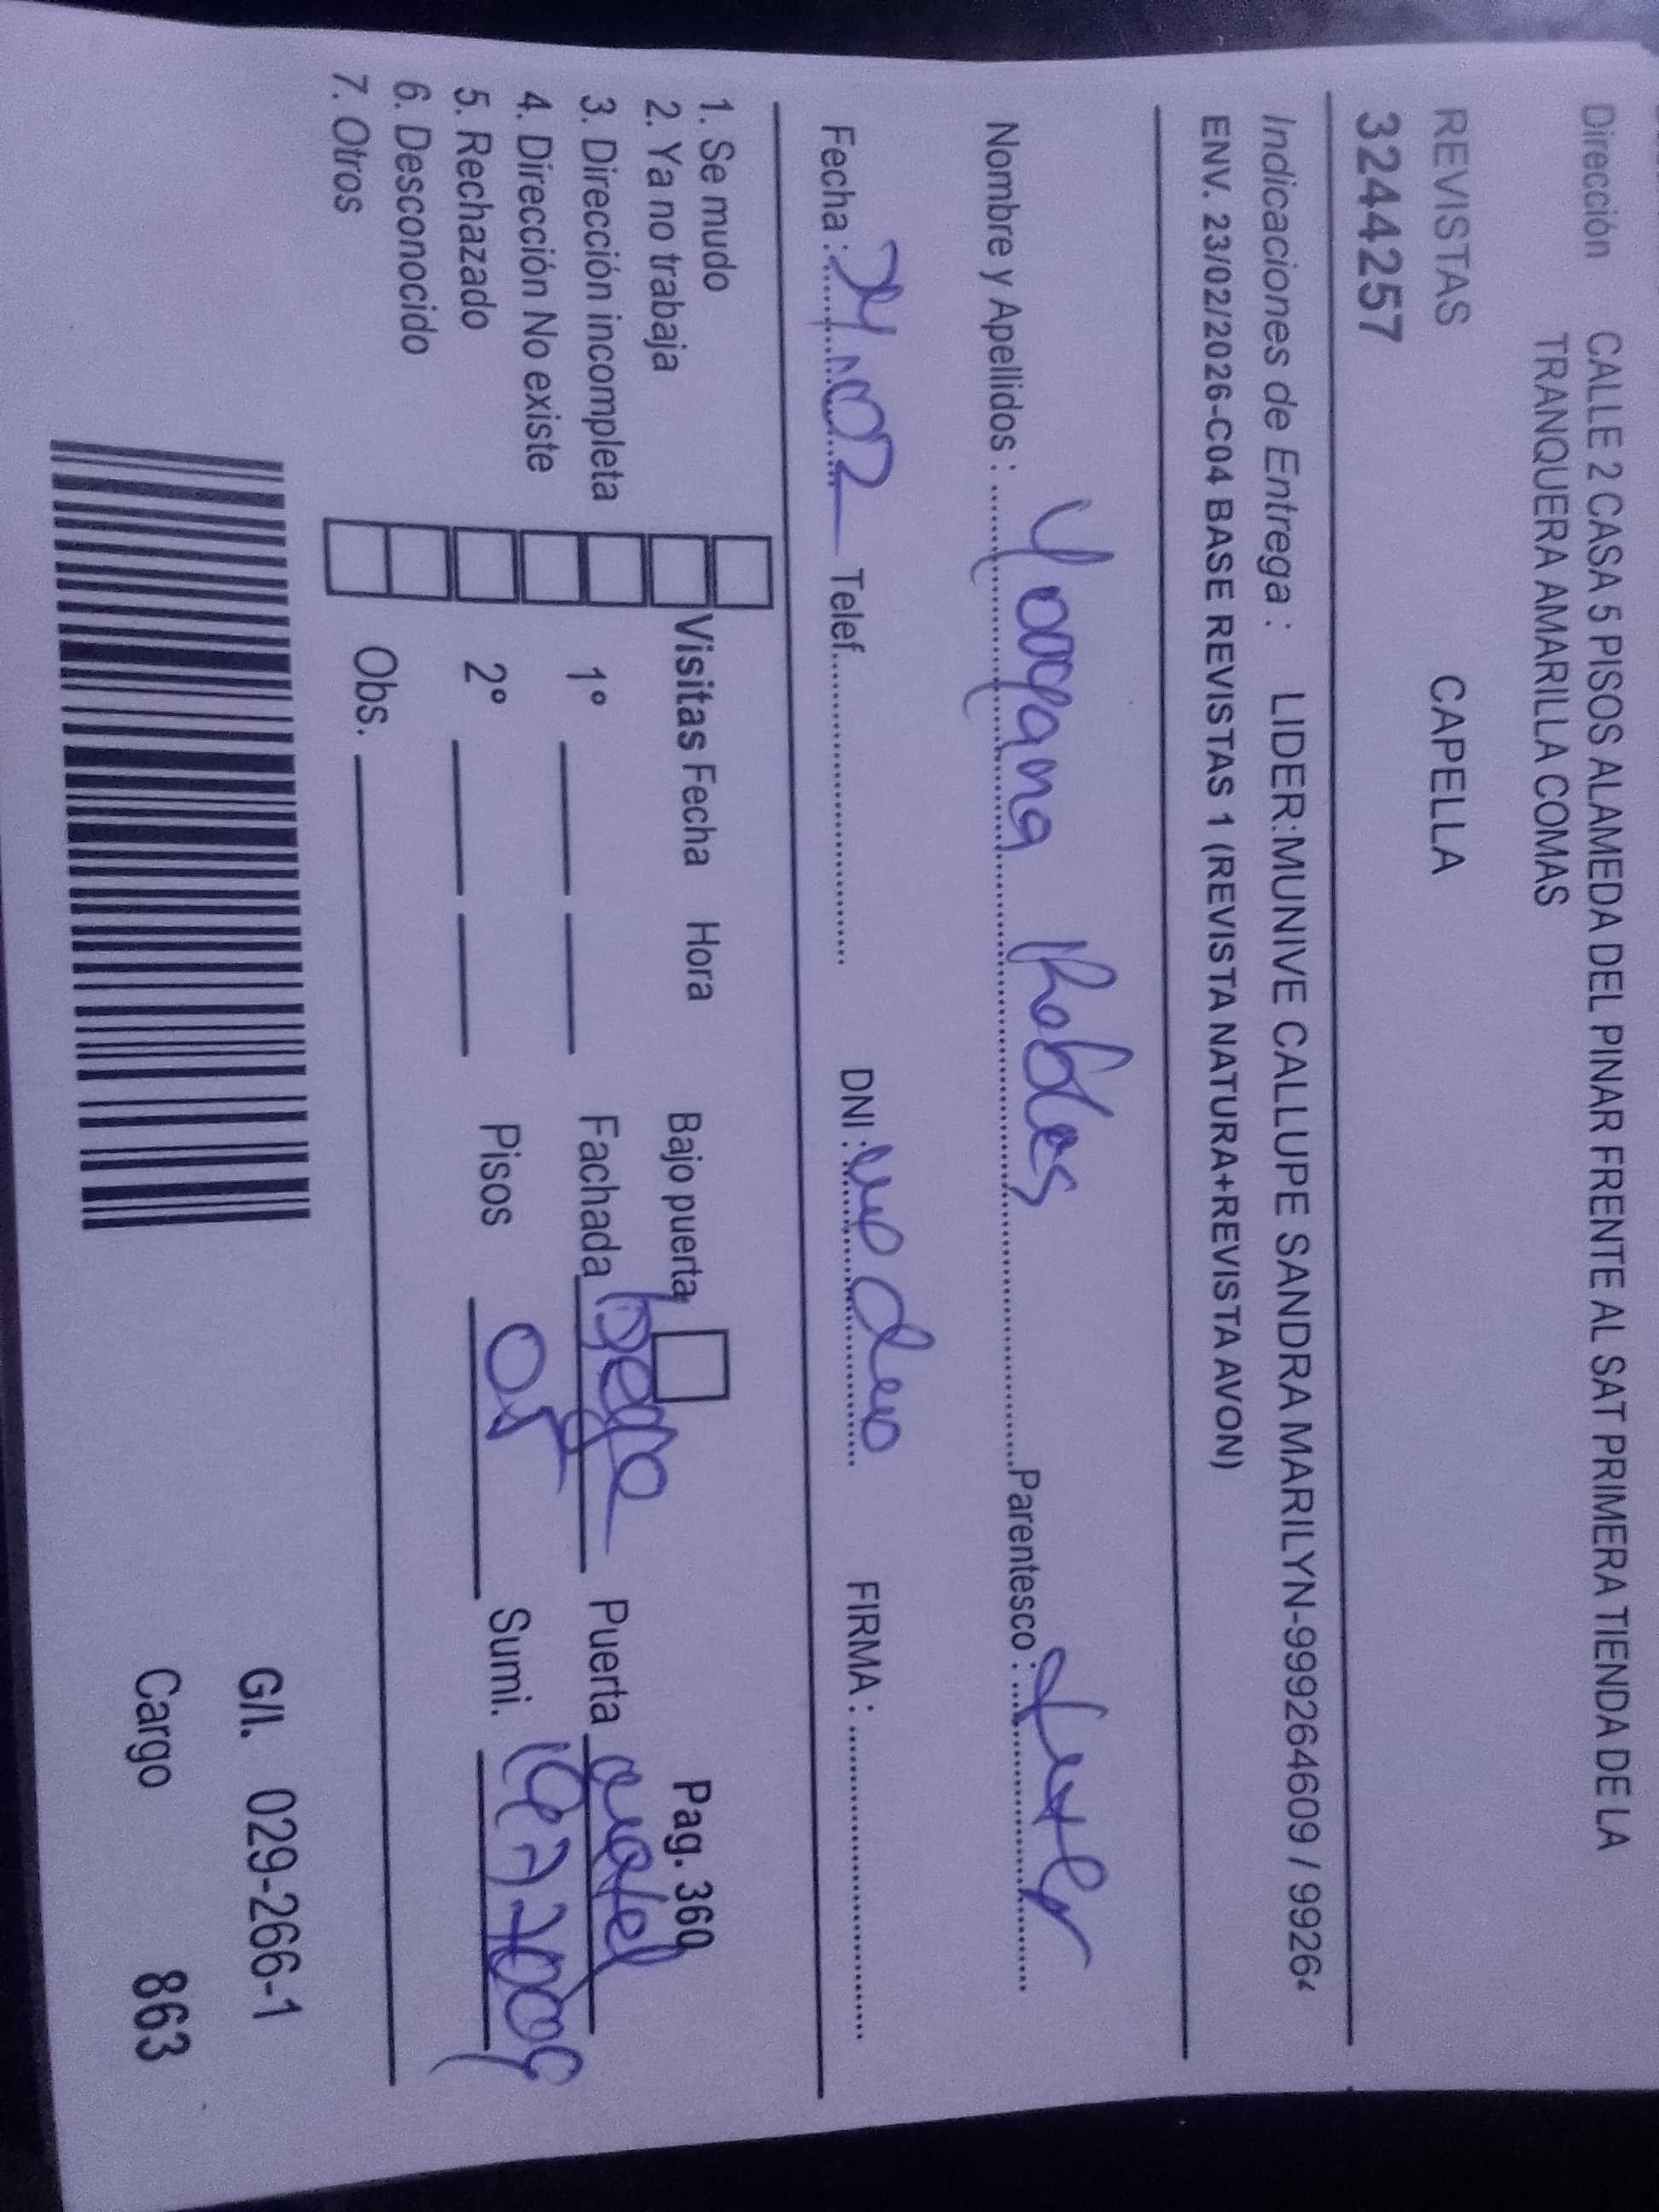 Dirección CALLE 2 CASA 5 PISOS ALAMEDA DEL PINAR FRENTE AL SAT PRIMERA TIENDA DE LA
TRANQUERA AMARILLA COMAS
REVISTAS CAPELLA
3244257
Indicaciones de Entrega : LIDER:MUNIVE CALLUPE SANDRA MARILYN-999264609 / 9926
ENV. 23/02/2026-C04 BASE REVISTAS 1 (REVISTA NATURA+REVISTA AVON)
Nombre y Apellidos : Robles Parentesco :
Fecha : 24.02 Telef. DNI : FIRMA :
1. Se mudo Visitas Fecha Hora Bajo puerta Pag. 360
2. Ya no trabaja
3. Dirección incompleta 1° Fachada beige Puerta
4. Dirección No existe
5. Rechazado 2° Pisos 05 Sumi.
6. Desconocido
7. Otros Obs.
G/I. 029-266-1
Cargo 863